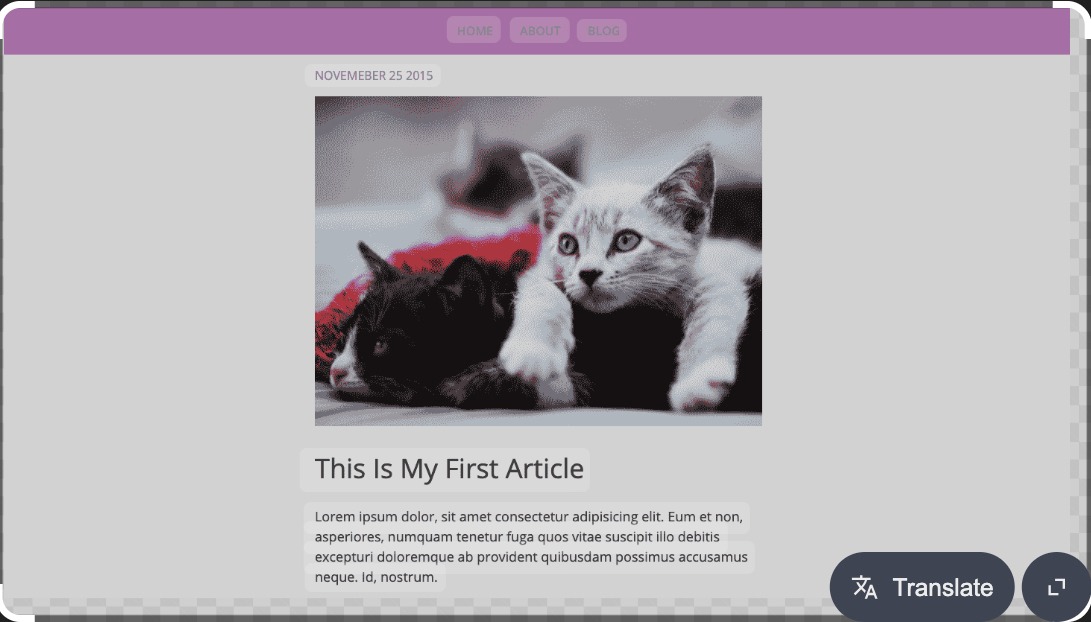 HOME ABOUT BLOG
NOVEMEBER 25 2015
This Is My First Article
Lorem ipsum dolor, sit amet consectetur adipisicing elit. Eum et non,
asperiores, numquam tenetur fuga quos vitae suscipit illo debitis
excepturi doloremque ab provident quibusdam possimus accusamus
neque. Id, nostrum.
Translate